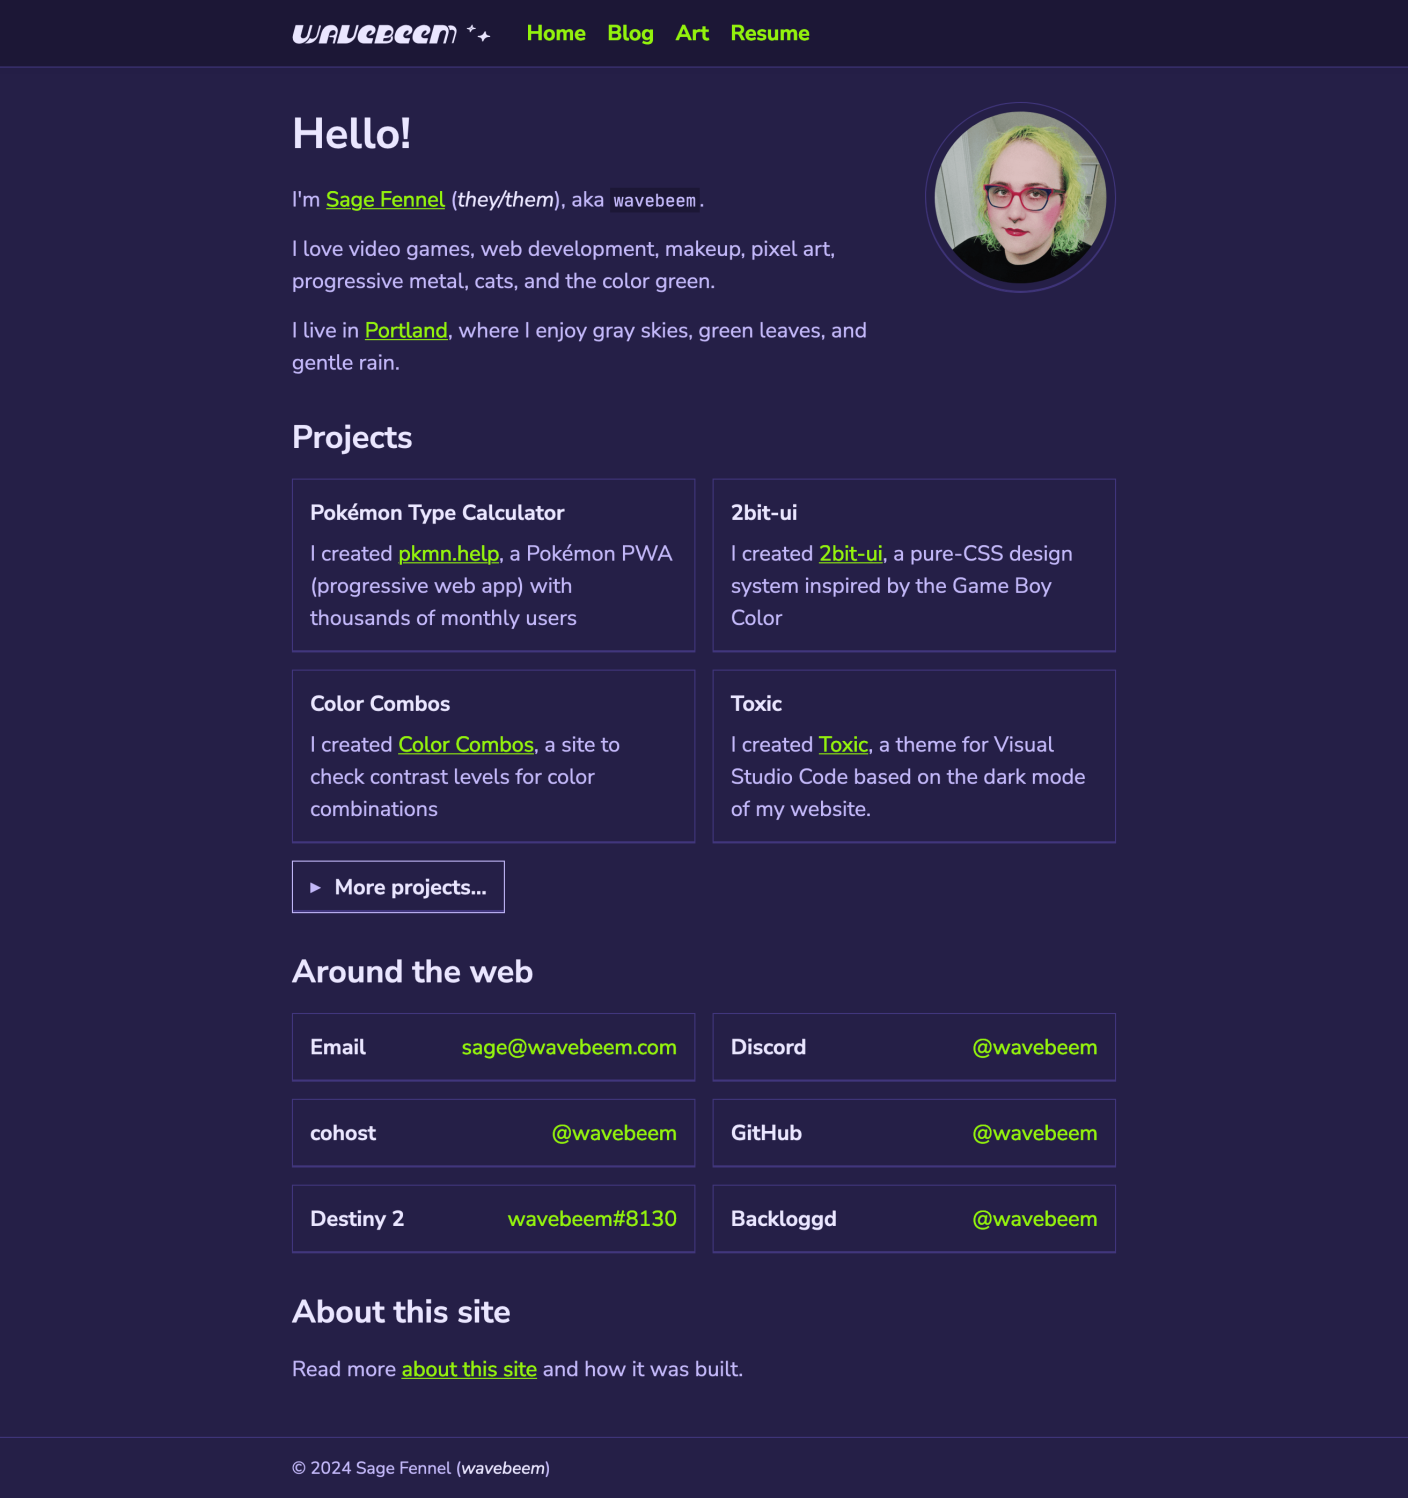 wavebeem
Home Blog Art Resume
Hello!
I'm Sage Fennel (they/them), aka wavebeem.
I love video games, web development, makeup, pixel art,
progressive metal, cats, and the color green.
I live in Portland, where I enjoy gray skies, green leaves, and
gentle rain.
Projects
Pokémon Type Calculator
I created pkmn.help, a Pokémon PWA
(progressive web app) with
thousands of monthly users
2bit-ui
I created 2bit-ui, a pure-CSS design
system inspired by the Game Boy
Color
Color Combos
I created Color Combos, a site to
check contrast levels for color
combinations
Toxic
I created Toxic, a theme for Visual
Studio Code based on the dark mode
of my website.
► More projects...
Around the web
Email sage@wavebeem.com
Discord @wavebeem
cohost @wavebeem
GitHub @wavebeem
Destiny 2 wavebeem#8130
Backloggd @wavebeem
About this site
Read more about this site and how it was built.
© 2024 Sage Fennel (wavebeem)